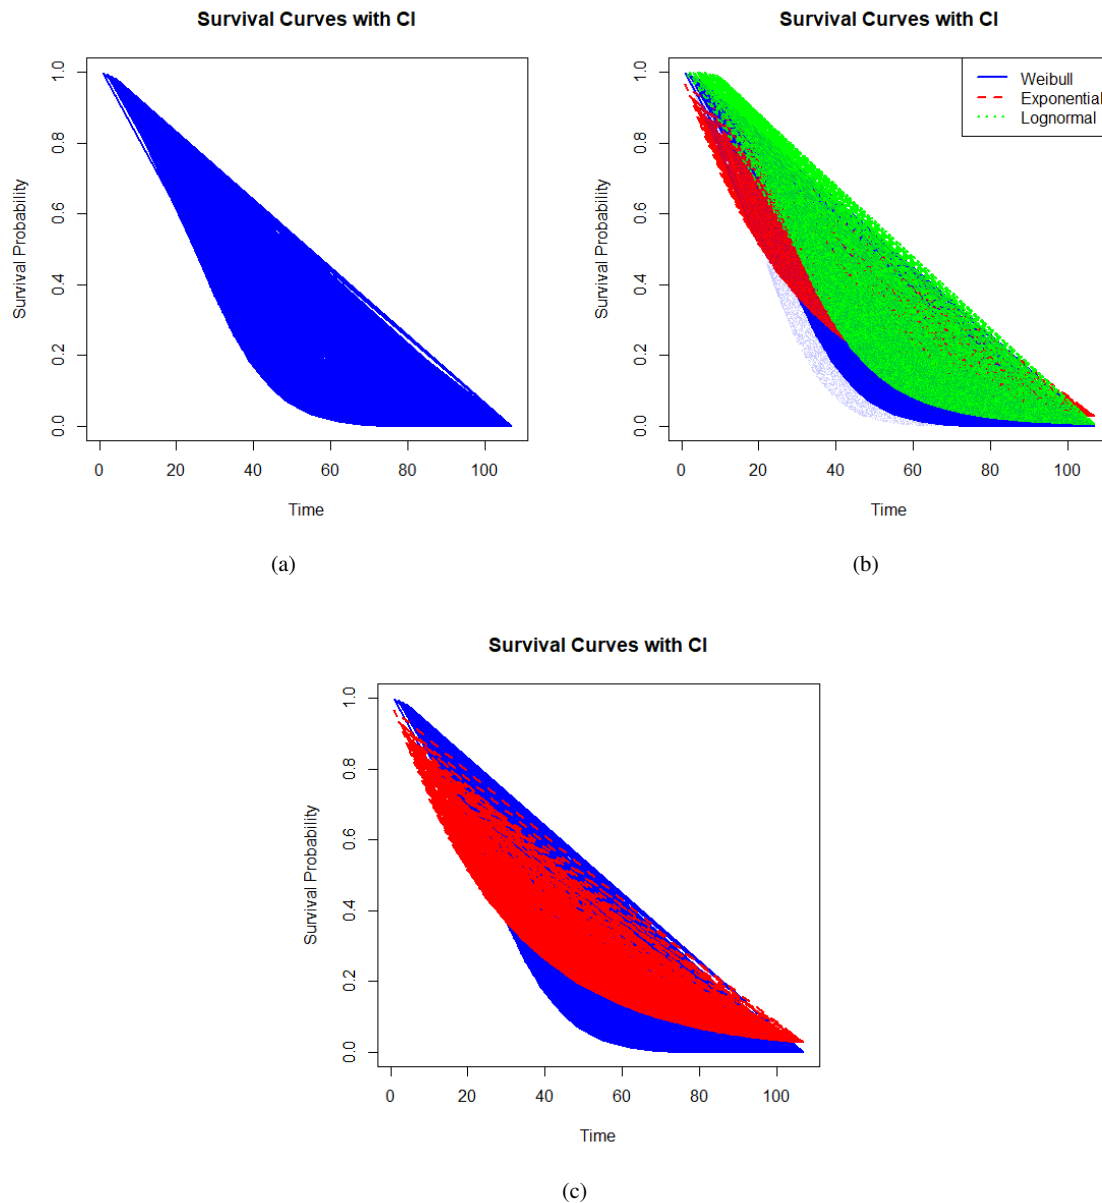 Survival Curves with CI
Survival Probability
0.0 0.2 0.4 0.6 0.8 1.0
0 20 40 60 80 100
Time
(a)
Survival Curves with CI
Survival Probability
0.0 0.2 0.4 0.6 0.8 1.0
Weibull
Exponential
Lognormal
0 20 40 60 80 100
Time
(b)
Survival Curves with CI
Survival Probability
0.0 0.2 0.4 0.6 0.8 1.0
0 20 40 60 80 100
Time
(c)